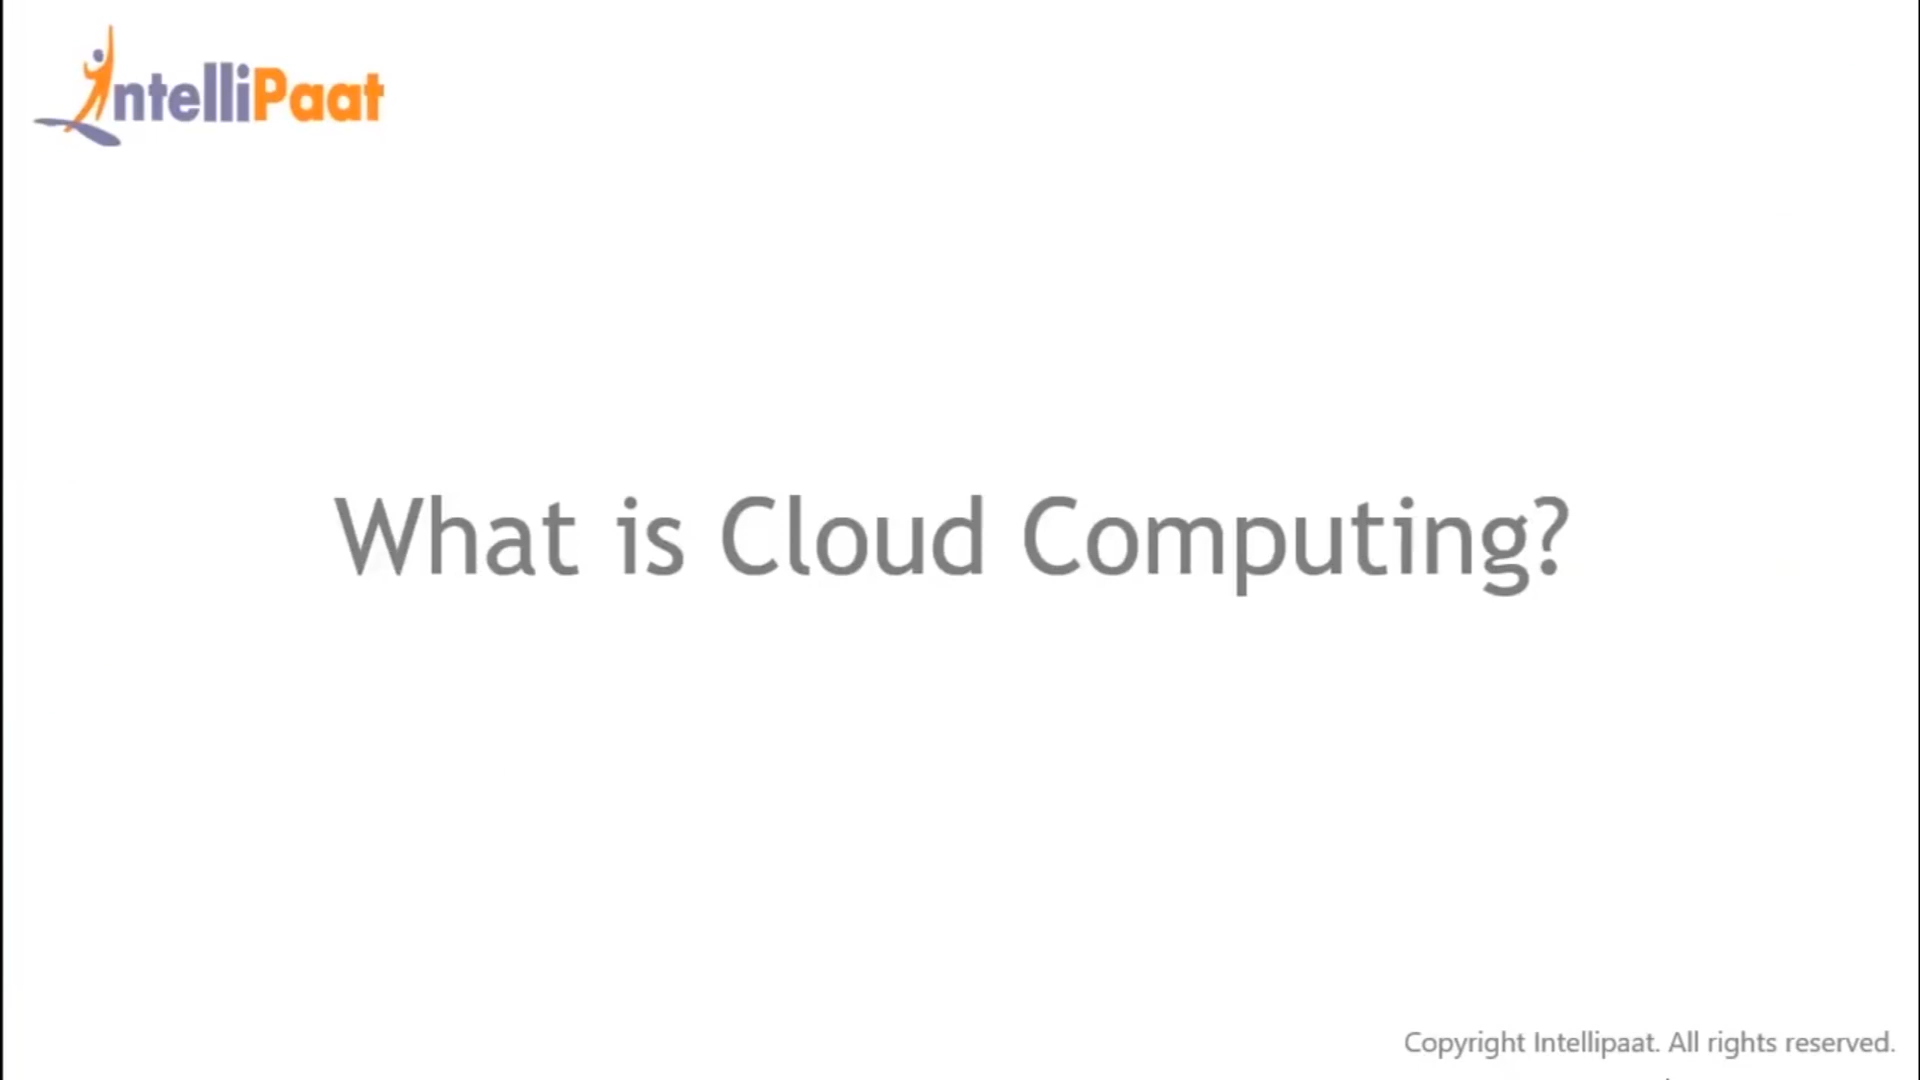 IntelliPaat
What is Cloud Computing?
Copyright Intellipaat. All rights reserved.